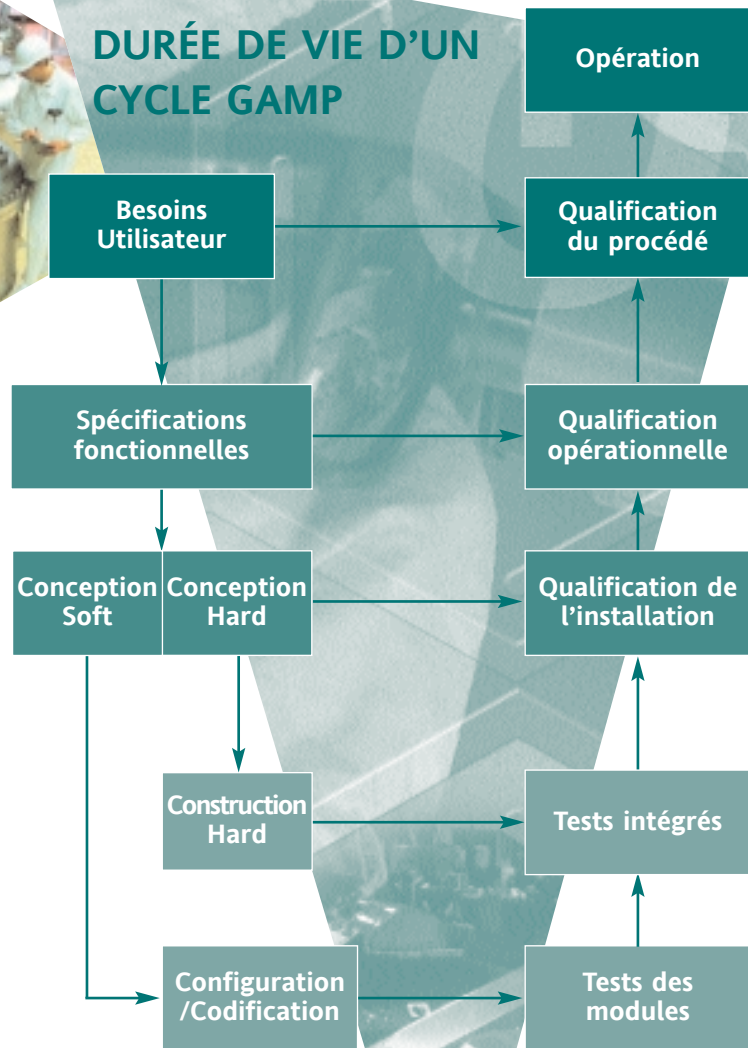 DURÉE DE VIE D’UN
CYCLE GAMP
Opération
Besoins
Utilisateur
Qualification
du procédé
Spécifications
fonctionnelles
Qualification
opérationnelle
Conception
Soft
Conception
Hard
Qualification de
l’installation
Construction
Hard
Tests intégrés
Configuration
/Codification
Tests des
modules